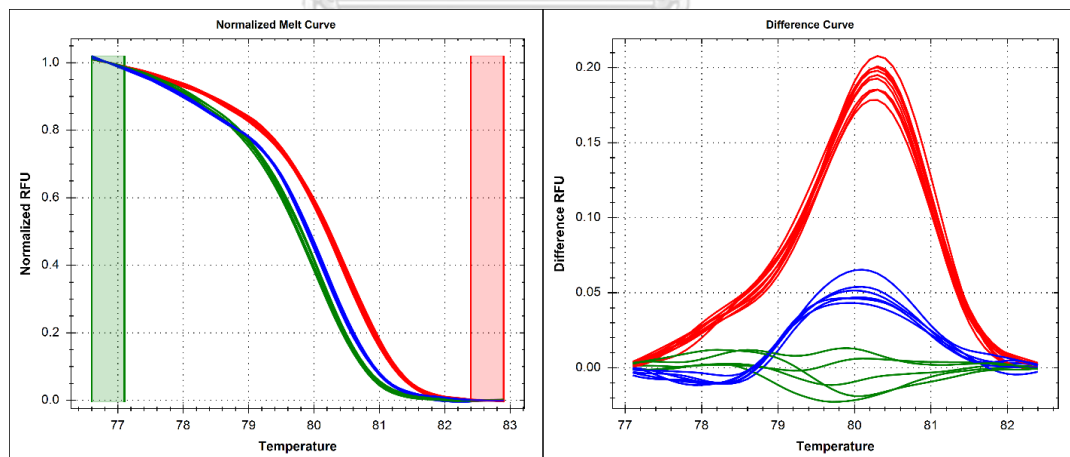 Normalized Melt Curve
1.0
0.8
0.6
0.4
0.2
0.0
Normalized RFU
77 78 79 80 81 82 83
Temperature
Difference Curve
0.20
0.15
0.10
0.05
0.00
Difference RFU
77 78 79 80 81 82
Temperature